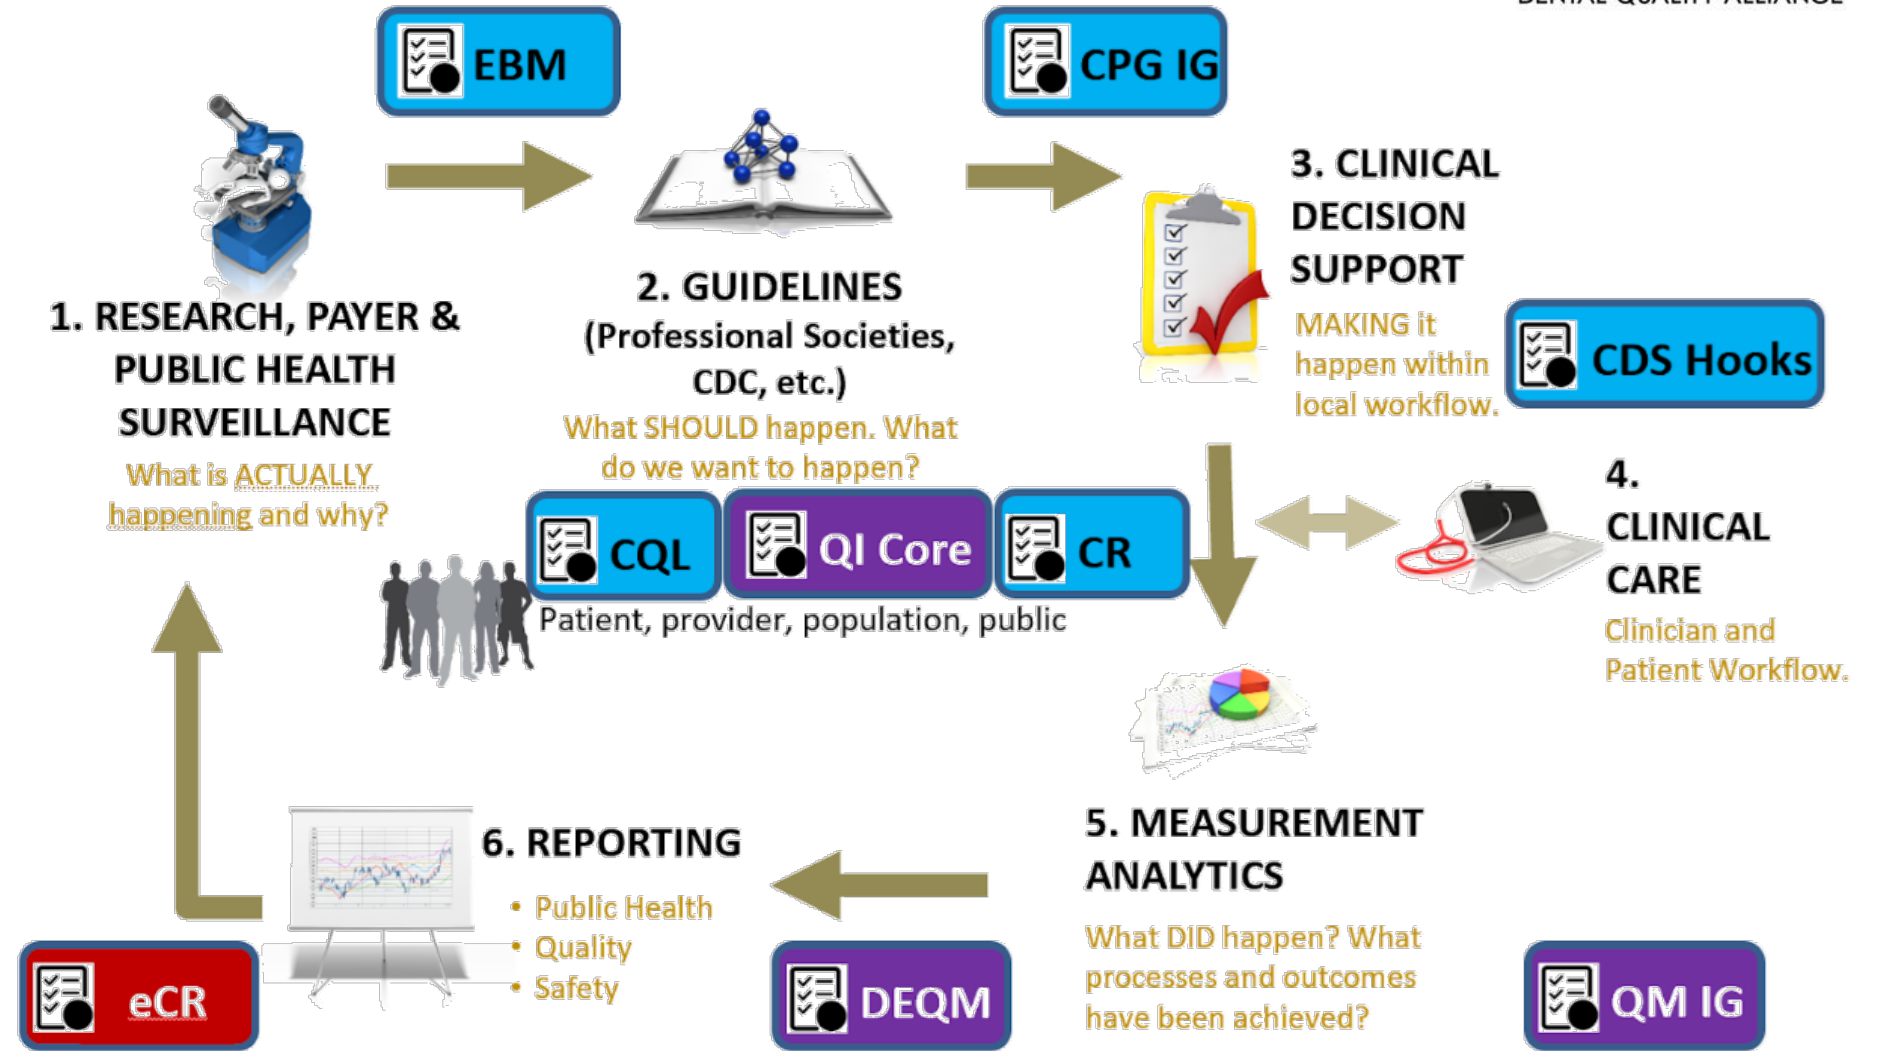 DENTAL QUALITY ALLIANCE
EBM
CPG IG
1. RESEARCH, PAYER &
PUBLIC HEALTH
SURVEILLANCE
What is ACTUALLY
happening and why?
2. GUIDELINES
(Professional Societies,
CDC, etc.)
What SHOULD happen. What
do we want to happen?
3. CLINICAL
DECISION
SUPPORT
MAKING it
happen within
local workflow.
CDS Hooks
CQL
QI Core
CR
Patient, provider, population, public
4.
CLINICAL
CARE
Clinician and
Patient Workflow.
5. MEASUREMENT
ANALYTICS
What DID happen? What
processes and outcomes
have been achieved?
6. REPORTING
• Public Health
• Quality
• Safety
eCR
DEQM
QM IG